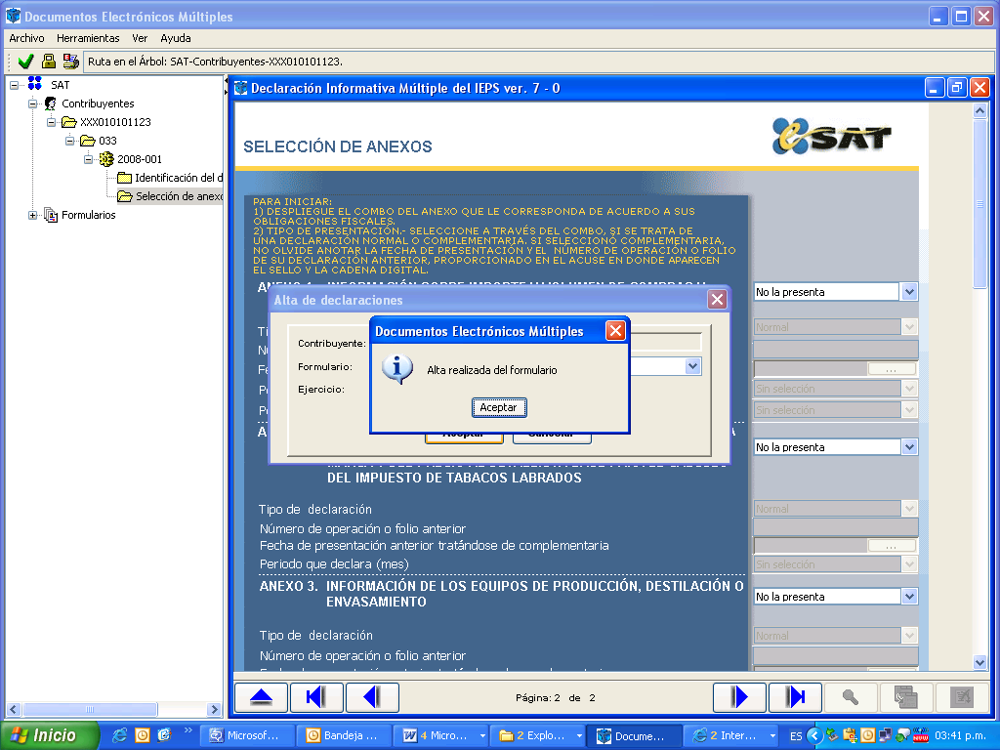 Documentos Electrónicos Múltiples
Archivo Herramientas Ver Ayuda
Ruta en el Árbol: SAT-Contribuyentes-XXX010101123.
SAT
Contribuyentes
XXX010101123
033
2008-001
Identificación del d
Selección de anexo
Formularios
Declaración Informativa Múltiple del IEPS ver. 7 - 0
SELECCIÓN DE ANEXOS
eSAT
PARA INICIAR:
1) DESPLIEGUE EL COMBO DEL ANEXO QUE LE CORRESPONDA DE ACUERDO A SUS
OBLIGACIONES FISCALES.
2) TIPO DE PRESENTACIÓN.- SELECCIONE A TRAVÉS DEL COMBO, SI SE TRATA DE
UNA DECLARACIÓN NORMAL O COMPLEMENTARIA. SI SELECCIONÓ COMPLEMENTARIA,
NO OLVIDE ANOTAR LA FECHA DE PRESENTACIÓN Y EL NÚMERO DE OPERACIÓN O FOLIO
DE SU DECLARACIÓN ANTERIOR, PROPORCIONADO EN EL ACUSE EN DONDE APARECEN
EL SELLO Y LA CADENA DIGITAL.
No la presenta
Normal
...
Sin selección
Sin selección
Alta de declaraciones
Contribuyente:
Formulario:
Ejercicio:
Aceptar Cancelar
Documentos Electrónicos Múltiples
Alta realizada del formulario
Aceptar
No la presenta
DEL IMPUESTO DE TABACOS LABRADOS
Tipo de declaración
Normal
Número de operación o folio anterior
Fecha de presentación anterior tratándose de complementaria
...
Periodo que declara (mes)
Sin selección
ANEXO 3. INFORMACIÓN DE LOS EQUIPOS DE PRODUCCIÓN, DESTILACIÓN O
ENVASAMIENTO
No la presenta
Tipo de declaración
Normal
Número de operación o folio anterior
Página: 2 de 2
Inicio
Microsof...
Bandeja ...
4 Micro...
2 Explo...
Docume...
2 Inter...
ES
03:41 p.m.